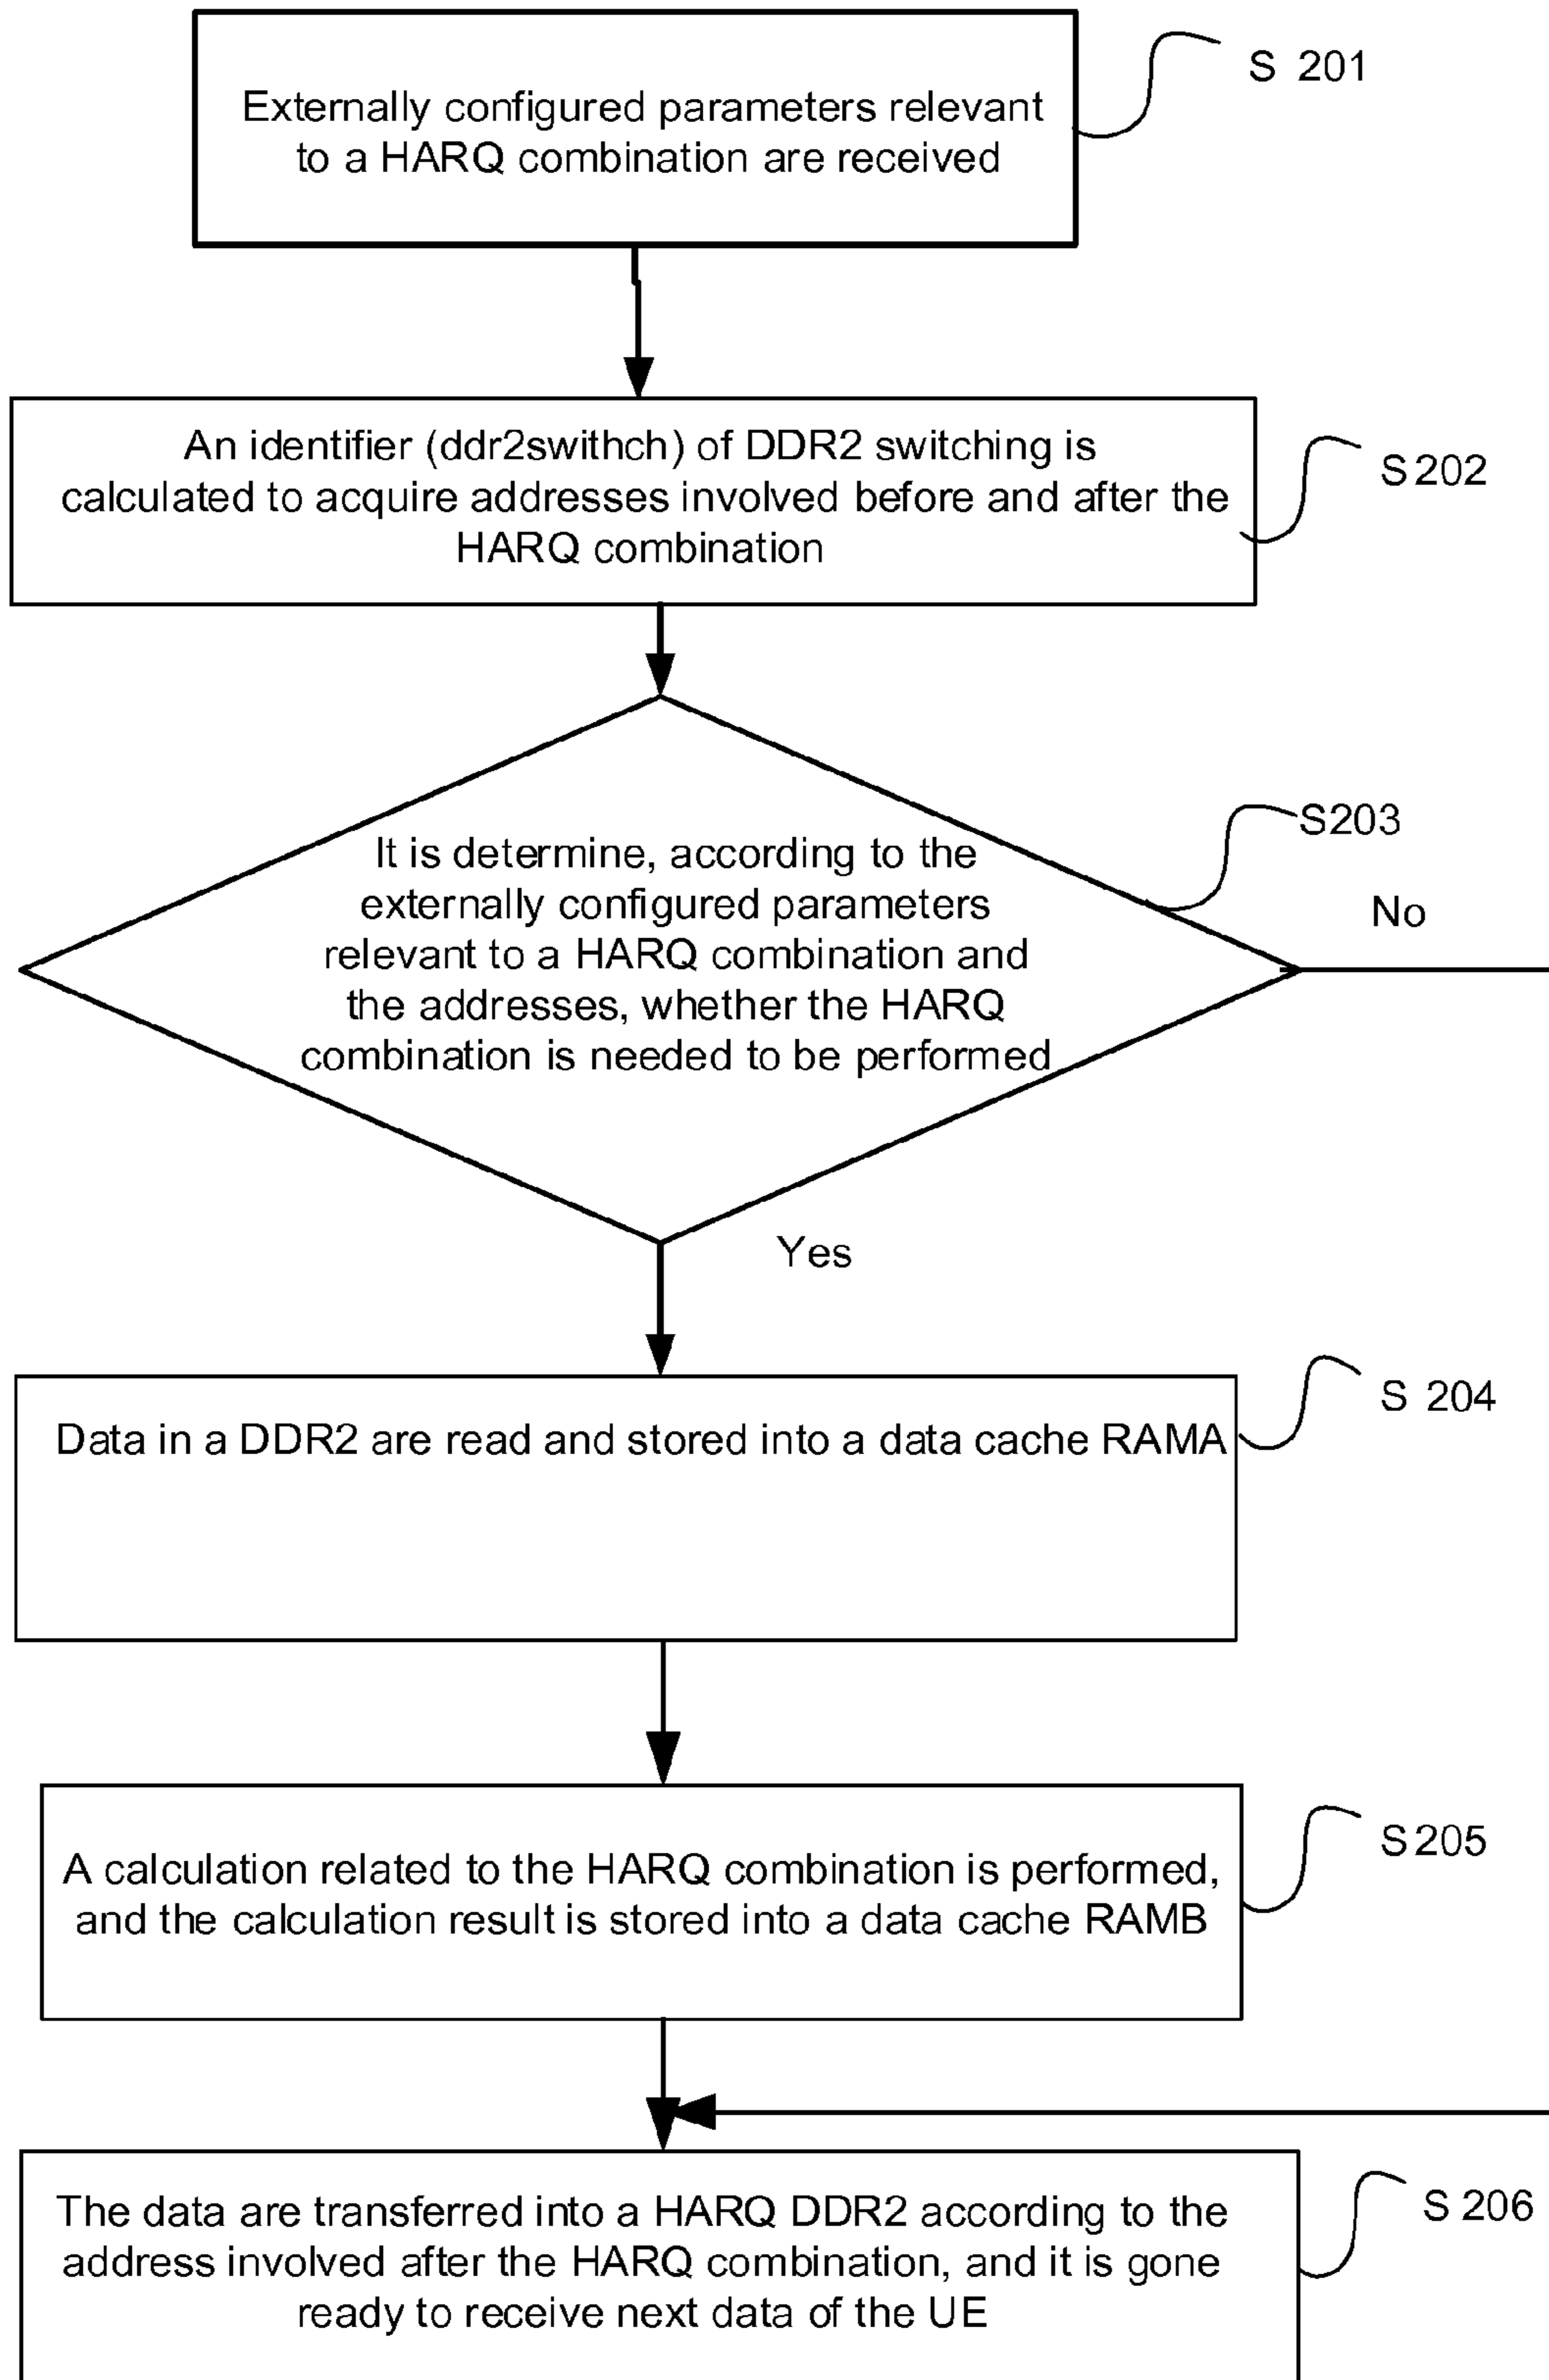 Externally configured parameters relevant
to a HARQ combination are received
S 201
An identifier (ddr2swithch) of DDR2 switching is
calculated to acquire addresses involved before and after the
HARQ combination
S202
It is determine, according to the
externally configured parameters
relevant to a HARQ combination and
the addresses, whether the HARQ
combination is needed to be performed
S203
No
Yes
Data in a DDR2 are read and stored into a data cache RAMA
S 204
A calculation related to the HARQ combination is performed,
and the calculation result is stored into a data cache RAMB
S205
The data are transferred into a HARQ DDR2 according to the
address involved after the HARQ combination, and it is gone
ready to receive next data of the UE
S 206